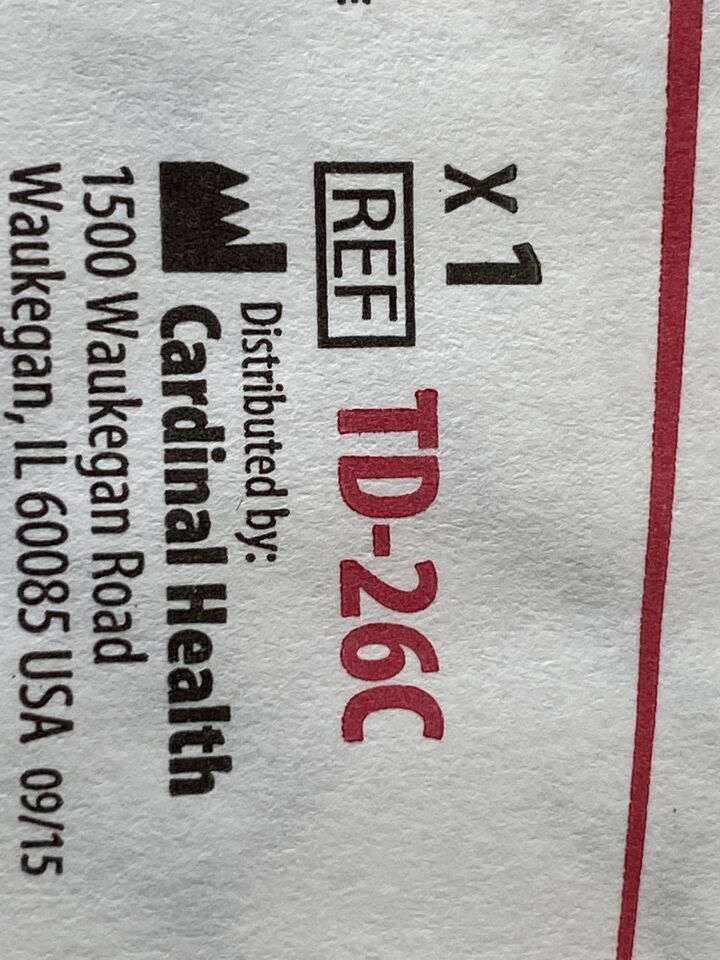 x 1
REF TD-26C
Distributed by:
Cardinal Health
1500 Waukegan Road
Waukegan, IL 60085 USA 09/15